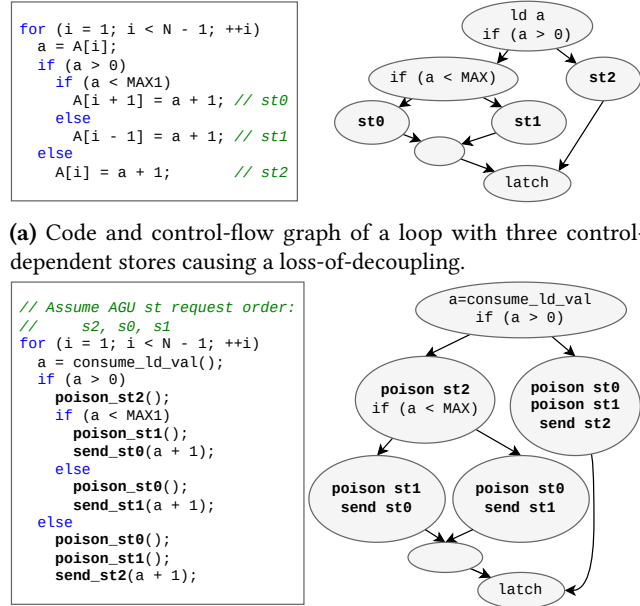 for (i = 1; i < N - 1; ++i)
  a = A[i];
  if (a > 0)
    if (a < MAX1)
      A[i + 1] = a + 1; // st0
    else
      A[i - 1] = a + 1; // st1
  else
    A[i] = a + 1; // st2
ld a
if (a > 0)
if (a < MAX)
st2
st0
st1
latch
(a) Code and control-flow graph of a loop with three control-
dependent stores causing a loss-of-decoupling.
// Assume AGU st request order:
// s2, s0, s1
for (i = 1; i < N - 1; ++i)
  a = consume_ld_val();
  if (a > 0)
    poison_st2();
    if (a < MAX1)
      poison_st1();
      send_st0(a + 1);
    else
      poison_st0();
      send_st1(a + 1);
  else
    poison_st0();
    poison_st1();
    send_st2(a + 1);
a=consume_ld_val
if (a > 0)
poison st2
if (a < MAX)
poison st0
poison st1
send st2
poison st1
send st0
poison st0
send st1
latch